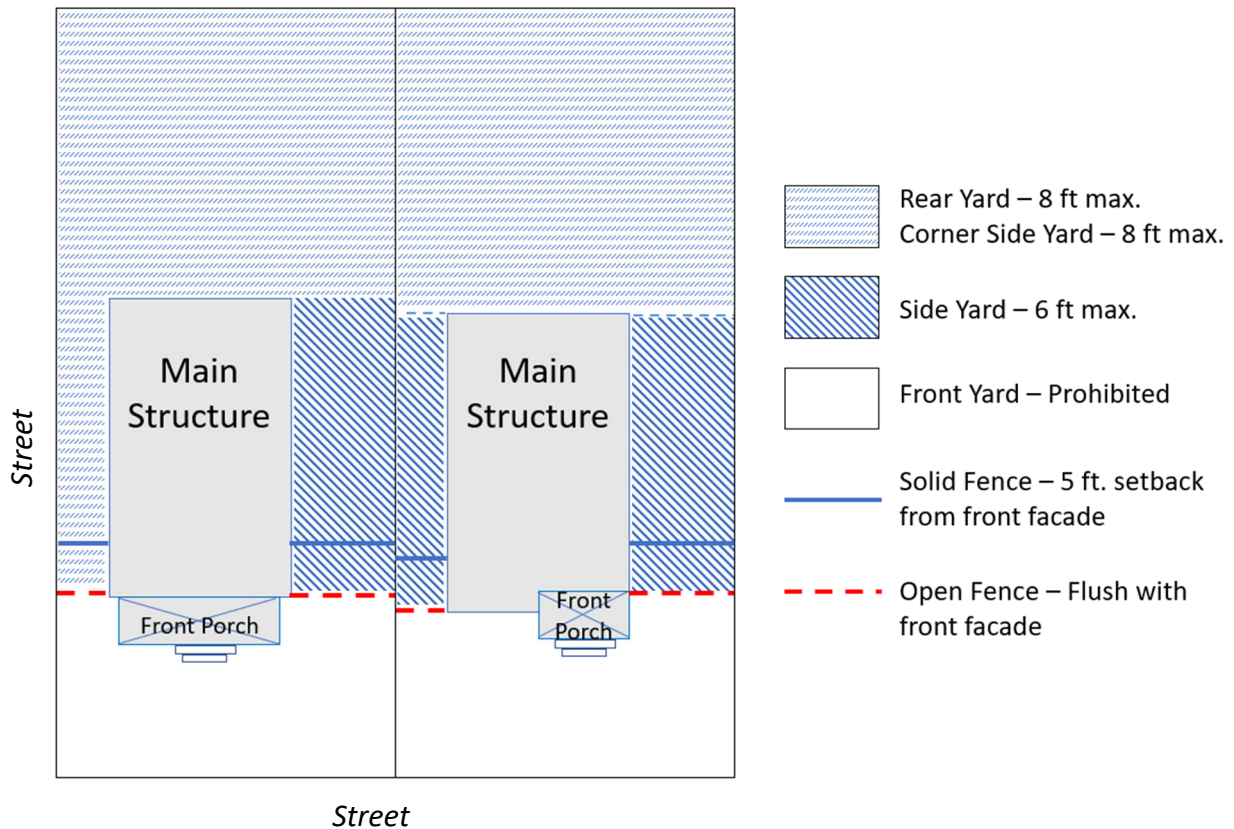 Rear Yard – 8 ft max.
Corner Side Yard – 8 ft max.
Side Yard – 6 ft max.
Main
Structure
Main
Structure
Front Yard – Prohibited
Street
Solid Fence – 5 ft. setback
from front facade
Open Fence – Flush with
front facade
Front Porch
Front
Porch
Street